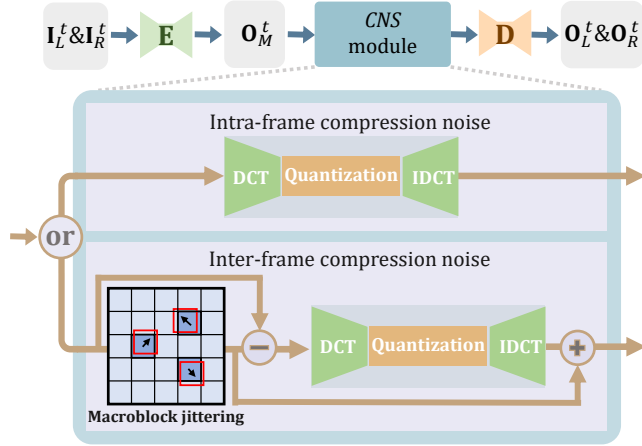 I_L^t&I_R^t
E
O_M^t
CNS
module
D
O_L^t&O_R^t
Intra-frame compression noise
DCT
Quantization
IDCT
or
Inter-frame compression noise
−
DCT
Quantization
IDCT
+
Macroblock jittering